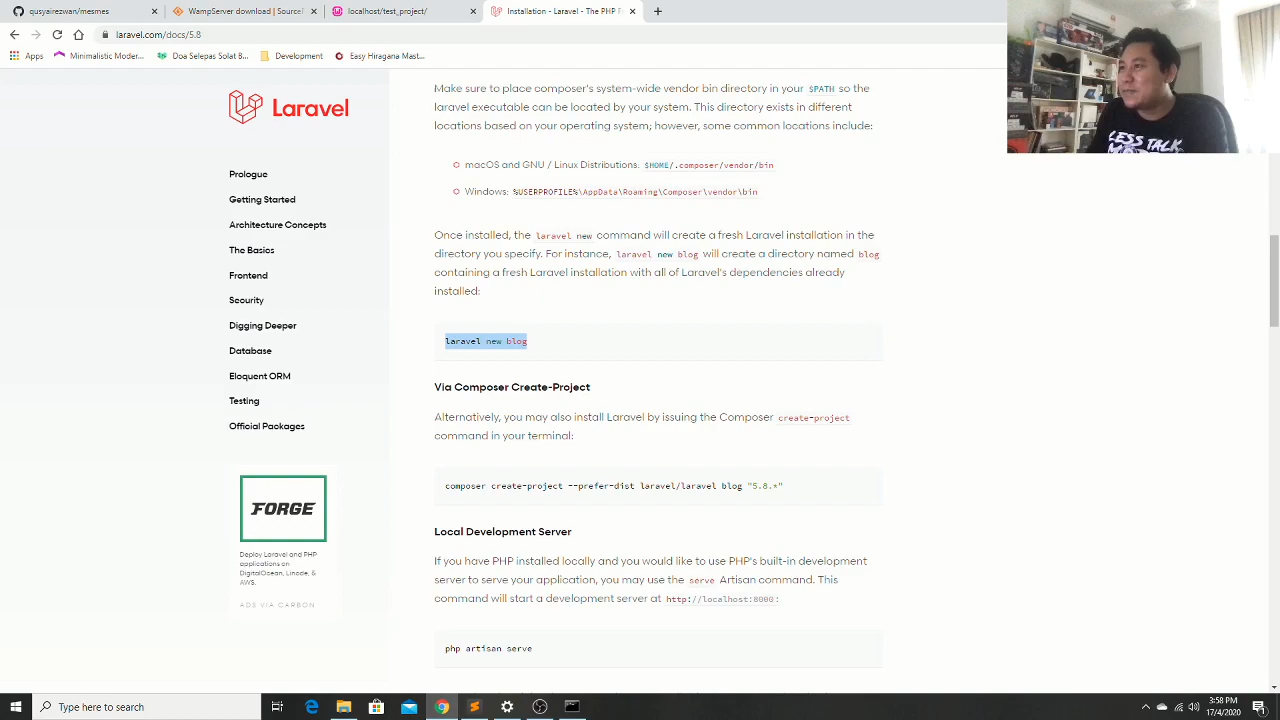 qusyairezwan/mesmes
WampServer download | SourceF
localhost/test_project/
Installation - Laravel - The PHP F
laravel.com/docs/5.8
Apps
Minimalistic Moder...
Doa Selepas Solat B...
Development
Easy Hiragana Mast...
LESS TALK
Laravel
Prologue
Getting Started
Architecture Concepts
The Basics
Frontend
Security
Digging Deeper
Database
Eloquent ORM
Testing
Official Packages
FORGE
Deploy Laravel and PHP
applications on
DigitalOcean, Linode, &
AWS.
ADS VIA CARBON
Make sure to place composer's system-wide vendor bin directory in your $PATH so the
laravel executable can be located by your system. This directory exists in different
locations based on your operating system; however, some common locations include:
macOS and GNU / Linux Distributions: $HOME/.composer/vendor/bin
Windows: %USERPROFILE%\AppData\Roaming\Composer\vendor\bin
Once installed, the laravel new command will create a fresh Laravel installation in the
directory you specify. For instance, laravel new blog will create a directory named blog
containing a fresh Laravel installation with all of Laravel's dependencies already
installed:
laravel new blog
Via Composer Create-Project
Alternatively, you may also install Laravel by issuing the Composer create-project
command in your terminal:
composer create-project --prefer-dist laravel/laravel blog "5.8.*"
Local Development Server
If you have PHP installed locally and you would like to use PHP's built-in development
server to serve your application, you may use the serve Artisan command. This
command will start a development server at http://localhost:8000:
php artisan serve
Type here to search
3:58 PM
17/4/2020